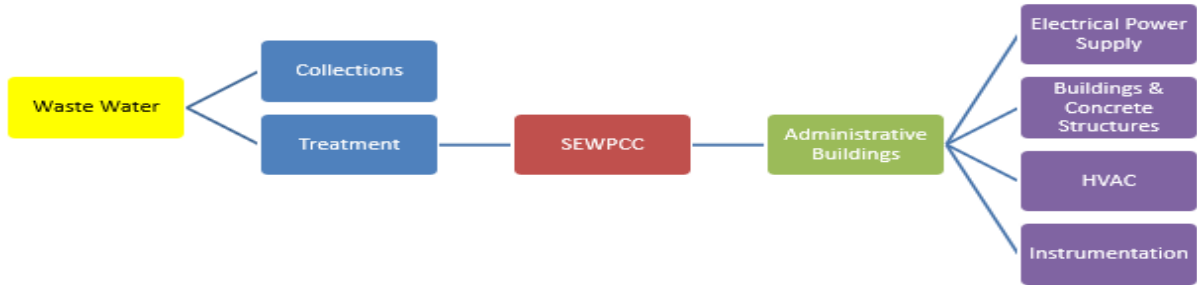 Waste Water
Collections
Treatment
SEWPCC
Administrative
Buildings
Electrical Power
Supply
Buildings &
Concrete
Structures
HVAC
Instrumentation